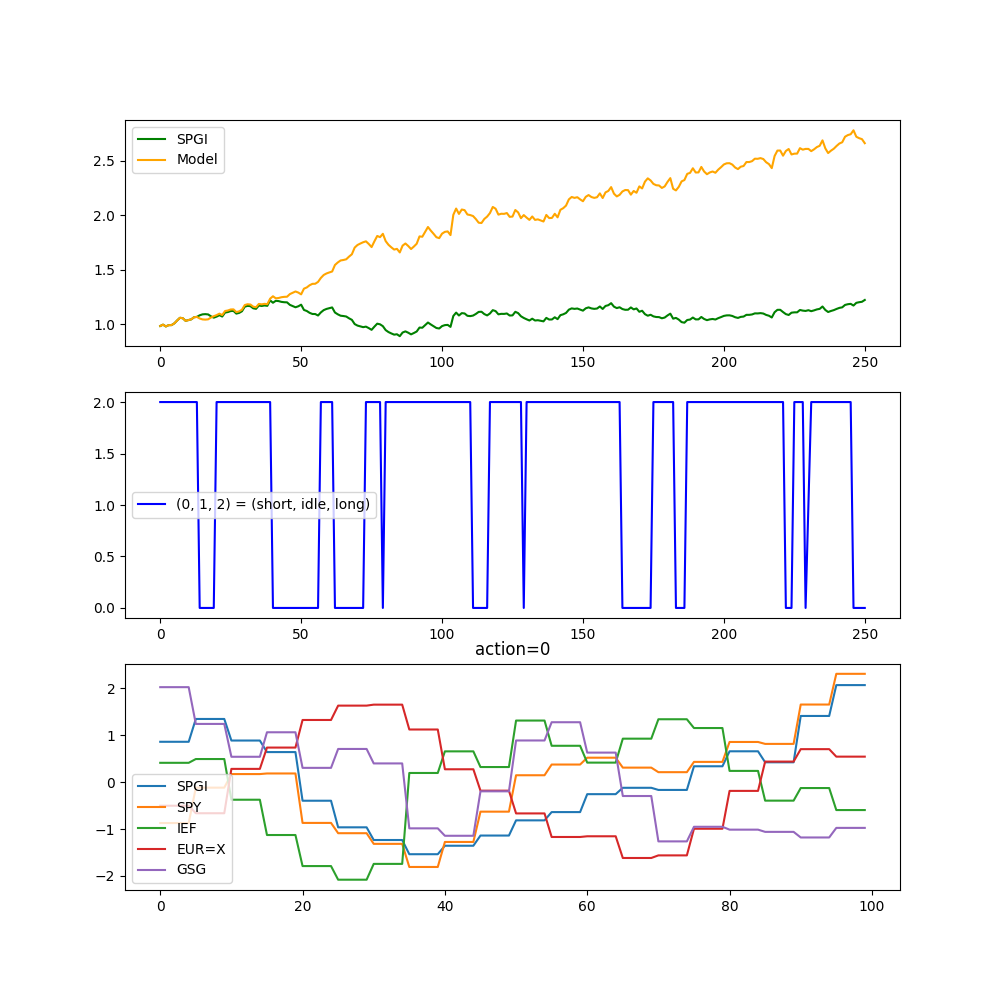 SPGI
Model
2.5
2.0
1.5
1.0
0 50 100 150 200 250
2.0
1.5
1.0
0.5
0.0
(0, 1, 2) = (short, idle, long)
0 50 100 150 200 250
action=0
2
1
0
−1
−2
SPGI
SPY
IEF
EUR=X
GSG
0 20 40 60 80 100